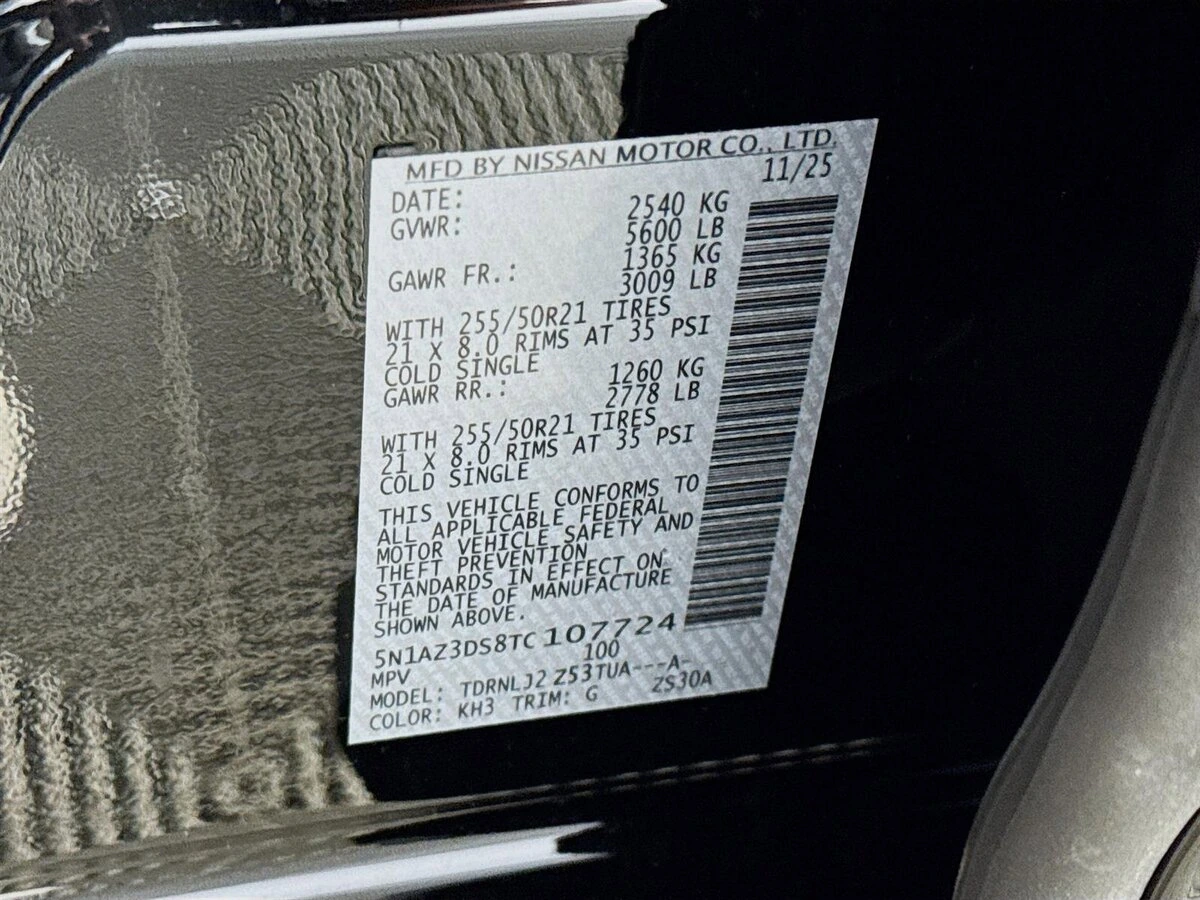 MFD BY NISSAN MOTOR CO., LTD.
DATE: 11/25
GVWR: 2540 KG
5600 LB
GAWR FR.: 1365 KG
3009 LB
WITH 255/50R21 TIRES
21 X 8.0 RIMS AT 35 PSI
COLD SINGLE
GAWR RR.: 1260 KG
2778 LB
WITH 255/50R21 TIRES
21 X 8.0 RIMS AT 35 PSI
COLD SINGLE
THIS VEHICLE CONFORMS TO
ALL APPLICABLE FEDERAL
MOTOR VEHICLE SAFETY AND
THEFT PREVENTION
STANDARDS IN EFFECT ON
THE DATE OF MANUFACTURE
SHOWN ABOVE.
5N1AZ3DS8TC 107724
MPV 100
MODEL: TDRNLJ2 Z53TUA---A-
COLOR: KH3 TRIM: G ZS30A